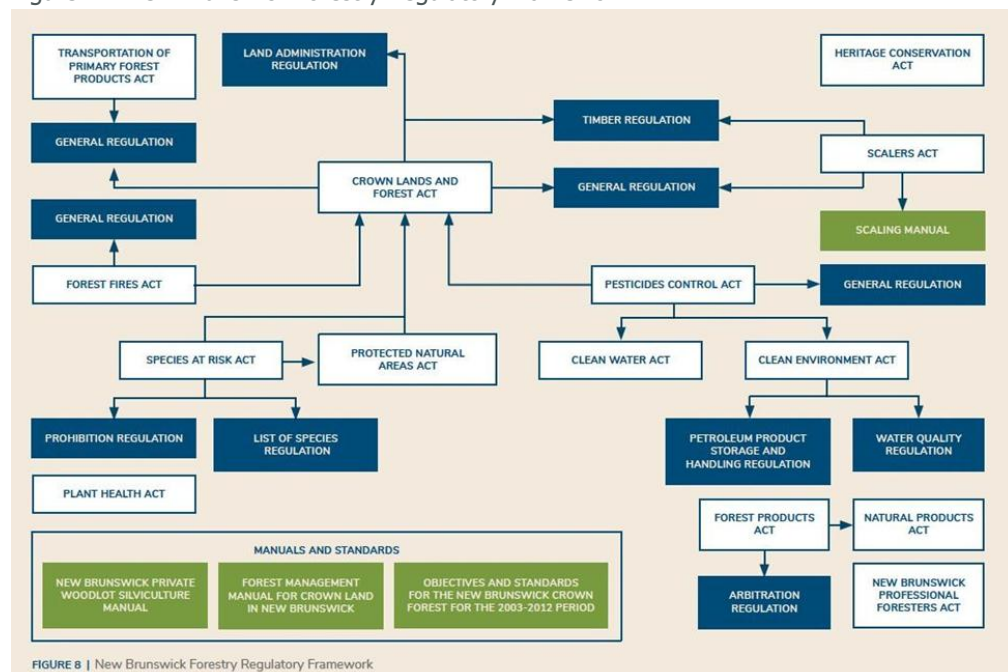 TRANSPORTATION OF
PRIMARY FOREST
PRODUCTS ACT
LAND ADMINISTRATION
REGULATION
HERITAGE CONSERVATION
ACT
GENERAL REGULATION
TIMBER REGULATION
SCALERS ACT
CROWN LANDS AND
FOREST ACT
GENERAL REGULATION
GENERAL REGULATION
SCALING MANUAL
FOREST FIRES ACT
PESTICIDES CONTROL ACT
GENERAL REGULATION
SPECIES AT RISK ACT
PROTECTED NATURAL
AREAS ACT
CLEAN WATER ACT
CLEAN ENVIRONMENT ACT
PROHIBITION REGULATION
LIST OF SPECIES
REGULATION
PETROLEUM PRODUCT
STORAGE AND
HANDLING REGULATION
WATER QUALITY
REGULATION
PLANT HEALTH ACT
FOREST PRODUCTS
ACT
NATURAL PRODUCTS
ACT
MANUALS AND STANDARDS
NEW BRUNSWICK PRIVATE
WOODLOT SILVICULTURE
MANUAL
FOREST MANAGEMENT
MANUAL FOR CROWN LAND
IN NEW BRUNSWICK
OBJECTIVES AND STANDARDS
FOR THE NEW BRUNSWICK CROWN
FOREST FOR THE 2003-2012 PERIOD
ARBITRATION
REGULATION
NEW BRUNSWICK
PROFESSIONAL
FORESTERS ACT
FIGURE 8 | New Brunswick Forestry Regulatory Framework